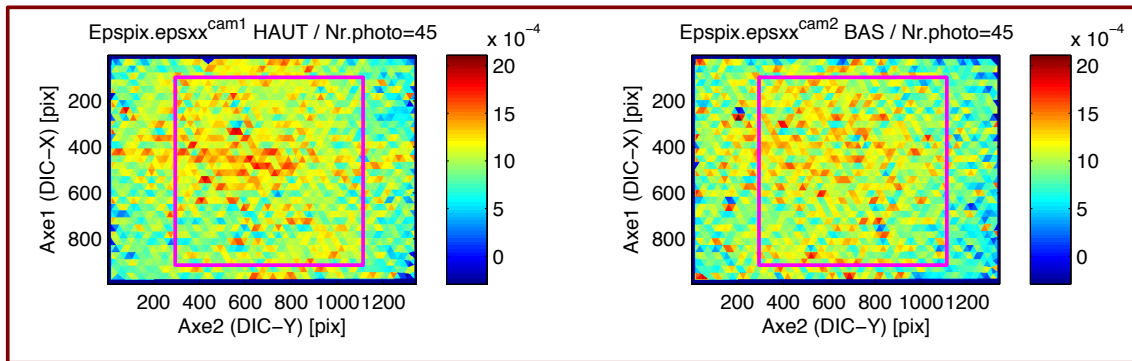 Epspix.epsxx^cam1 HAUT / Nr.photo=45
x 10^-4
20
15
10
5
0
200
400
600
800
Axe1 (DIC-X) [pix]
200 400 600 800 1000 1200
Axe2 (DIC-Y) [pix]
Epspix.epsxx^cam2 BAS / Nr.photo=45
x 10^-4
20
15
10
5
0
200
400
600
800
Axe1 (DIC-X) [pix]
200 400 600 800 1000 1200
Axe2 (DIC-Y) [pix]